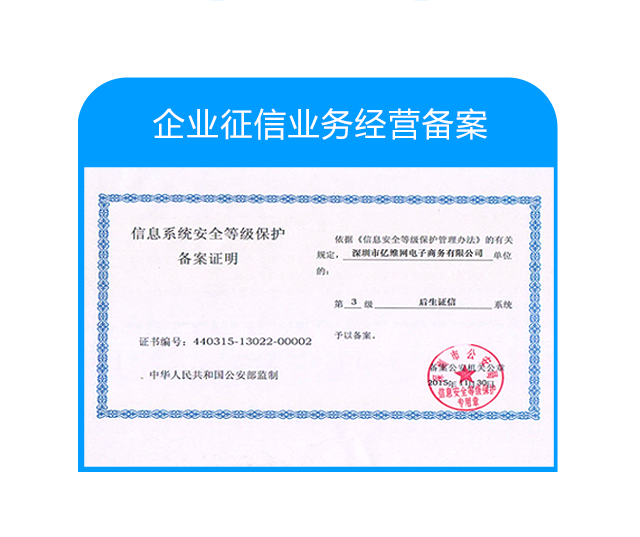 企业征信业务经营备案
信息系统安全等级保护
备案证明
依据《信息安全等级保护管理办法》的有关
规定，深圳市亿维网电子商务有限公司单位
的：
第 3 级 后生证信 系统
予以备案。
证书编号：440315-13022-00002
中华人民共和国公安部监制
备案公安机关公章
2015年11月30日
信息安全等级保护
专用章